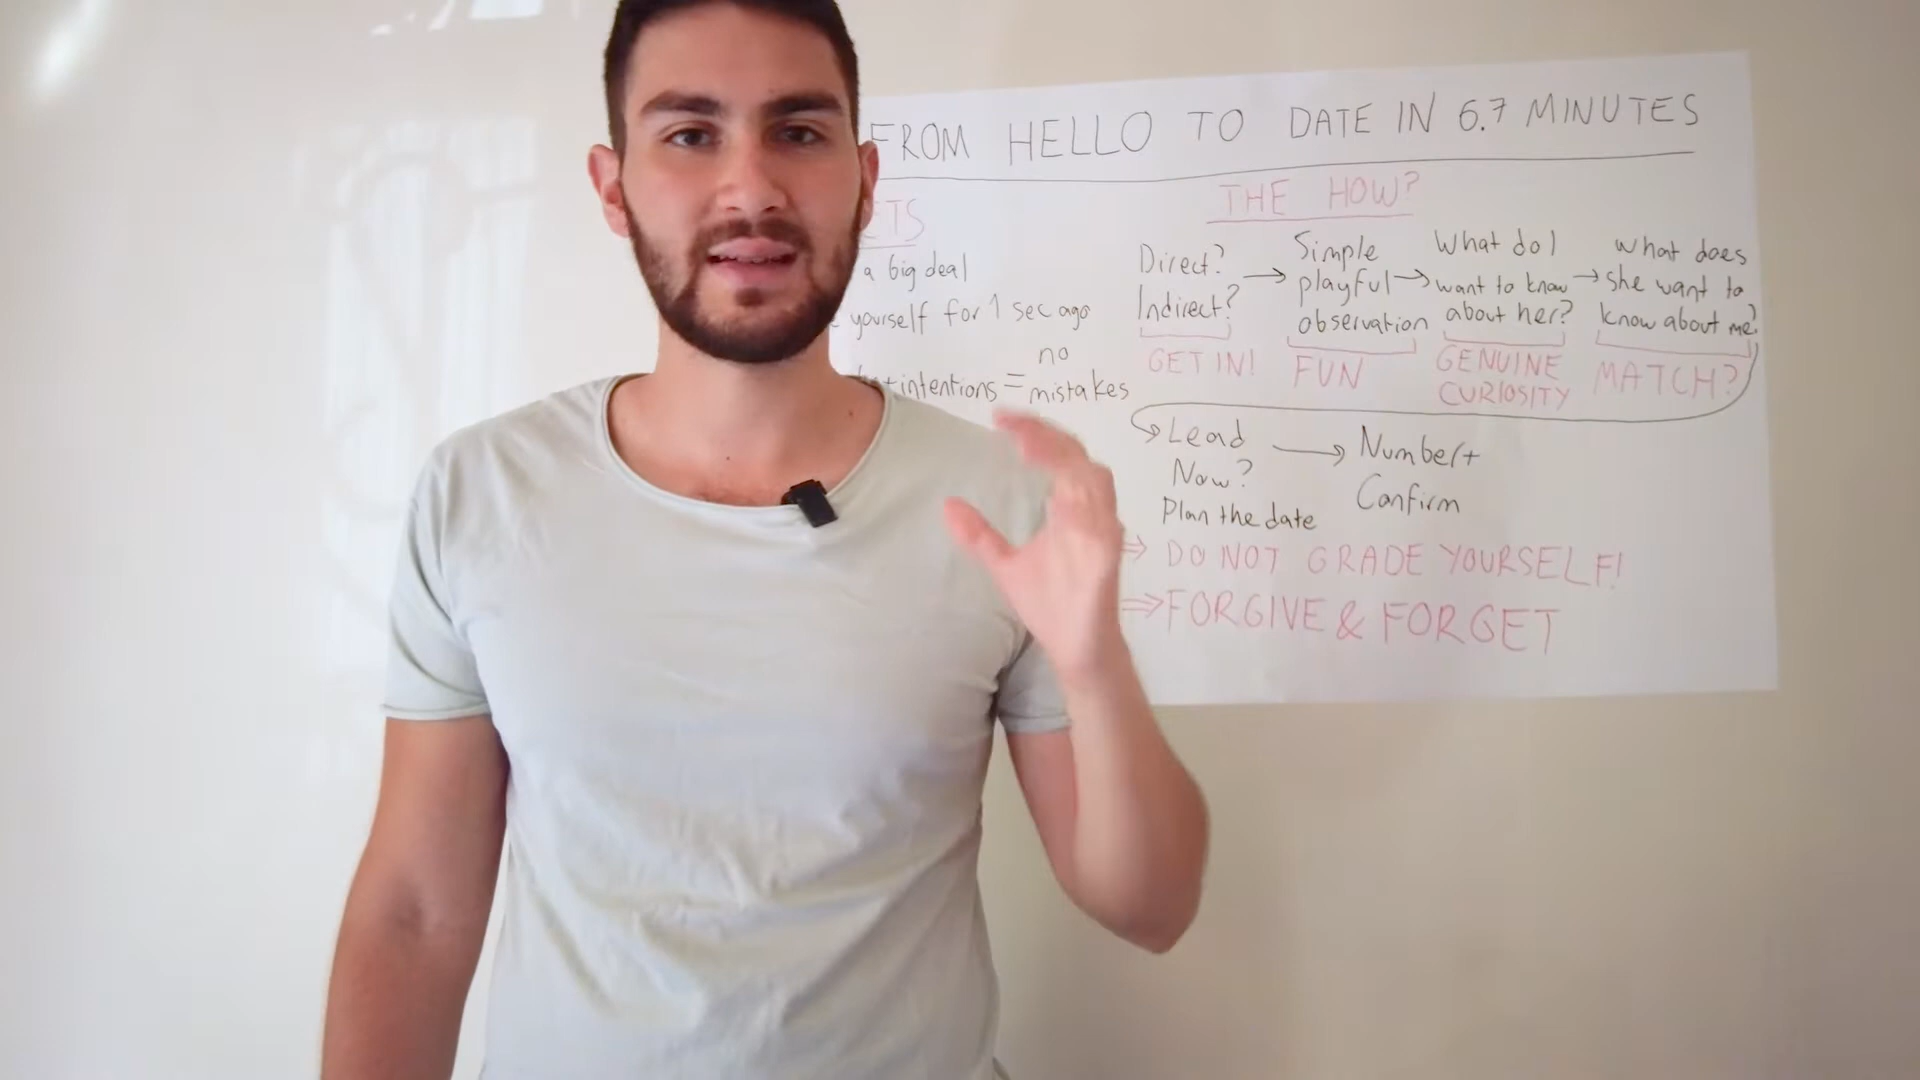 FROM HELLO TO DATE IN 6.7 MINUTES
ETS
a big deal
yourself for 1 sec ago
no
+intentions = mistakes
THE HOW?
Direct? → Simple → What do I → what does
Indirect? playful want to know she want to
observation about her? know about me?
GET IN! FUN GENUINE MATCH?
CURIOSITY
Lead → Number+
Now? Confirm
Plan the date
⇒ DO NOT GRADE YOURSELF!
⇒ FORGIVE & FORGET